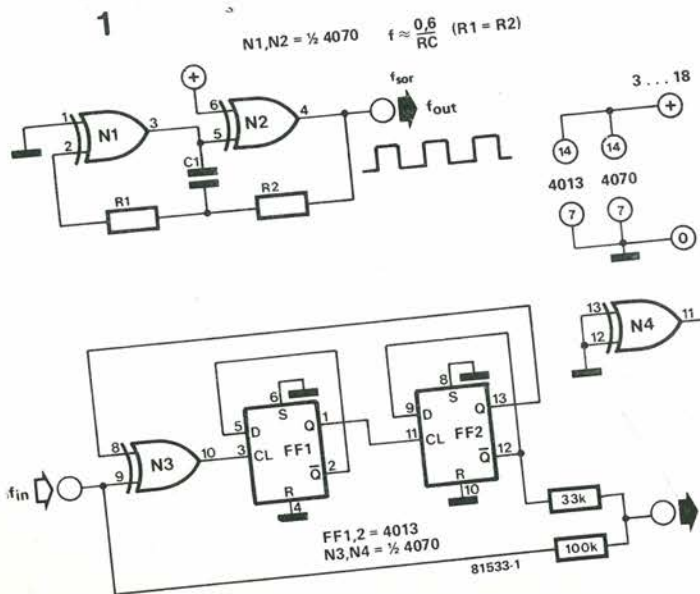 1
N1,N2 = ½ 4070 f ≈ 0,6 / RC (R1 = R2)
+
fsor
fout
3 . . . 18
+
1
2
N1
3
6
5
N2
4
C1
R1
R2
14
14
4013 4070
7
7
0
13
12
N4
11
8
9
N3
10
fin
5
D
3
CL
6
S
FF1
Q
1
Q̅
2
R
4
9
D
11
CL
8
S
FF2
Q
13
Q̅
12
R
10
33k
100k
FF1,2 = 4013
N3,N4 = ½ 4070
81533-1